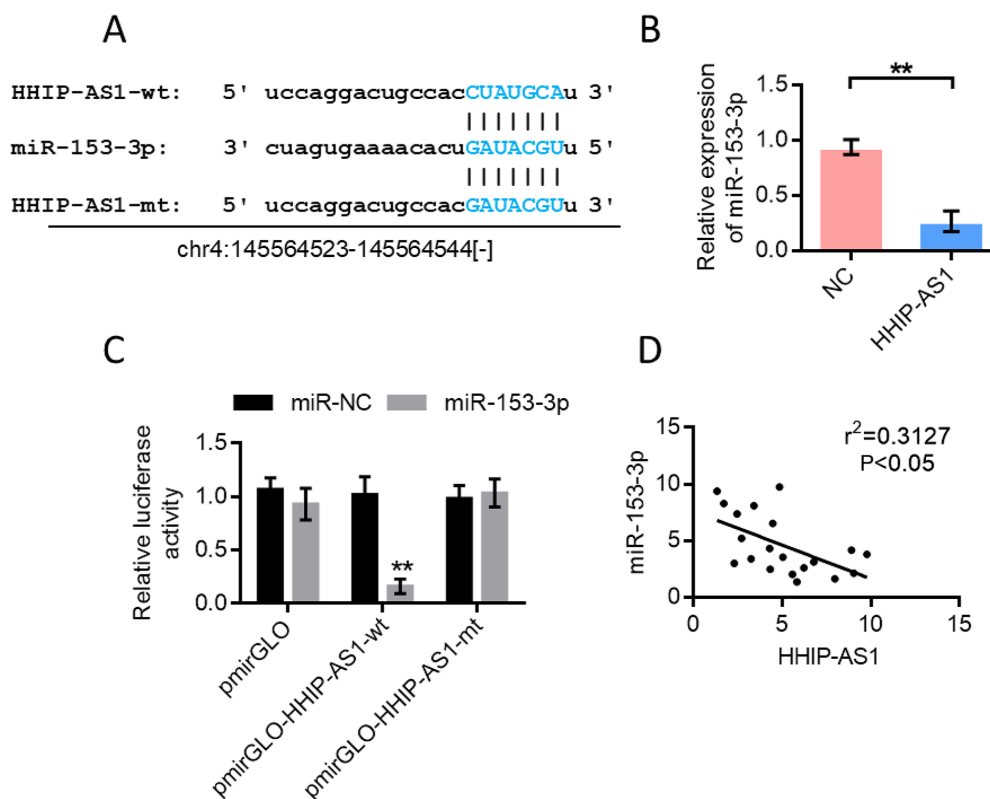 A
HHIP-AS1-wt: 5' uccaggacugccacCUAUGCAu 3'
miR-153-3p: 3' cuagugaaaacacuGAUACGUu 5'
HHIP-AS1-mt: 5' uccaggacugccacGAUACGUu 3'
chr4:145564523-145564544[-]
B
Relative expression
of miR-153-3p
1.5
1.0
0.5
0.0
**
NC
HHIP-AS1
C
miR-NC
miR-153-3p
Relative luciferase
activity
1.5
1.0
0.5
0.0
**
pmirGLO
pmirGLO-HHIP-AS1-wt
pmirGLO-HHIP-AS1-mt
D
r²=0.3127
P<0.05
miR-153-3p
15
10
5
0
0 5 10 15
HHIP-AS1